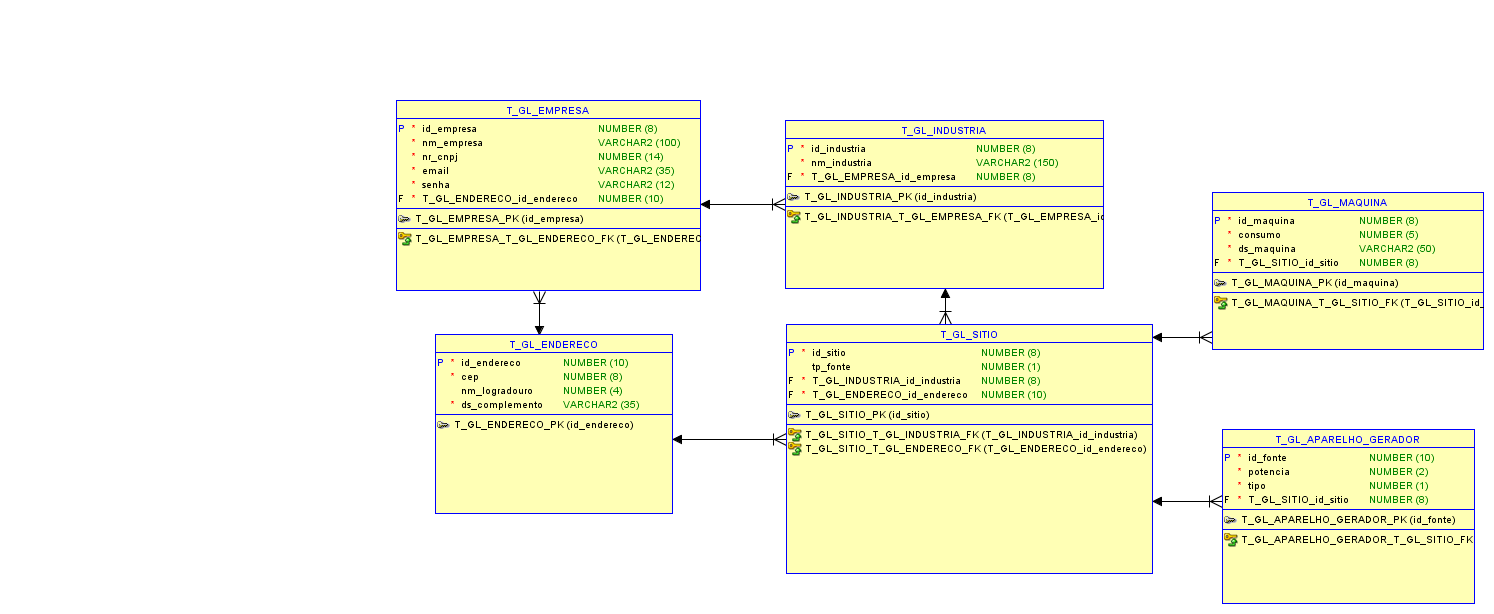 T_GL_EMPRESA
P * id_empresa NUMBER (8)
* nm_empresa VARCHAR2 (100)
* nr_cnpj NUMBER (14)
* email VARCHAR2 (35)
* senha VARCHAR2 (12)
F * T_GL_ENDERECO_id_endereco NUMBER (10)
T_GL_EMPRESA_PK (id_empresa)
T_GL_EMPRESA_T_GL_ENDERECO_FK (T_GL_ENDEREC
T_GL_INDUSTRIA
P * id_industria NUMBER (8)
* nm_industria VARCHAR2 (150)
F * T_GL_EMPRESA_id_empresa NUMBER (8)
T_GL_INDUSTRIA_PK (id_industria)
T_GL_INDUSTRIA_T_GL_EMPRESA_FK (T_GL_EMPRESA_id
T_GL_MAQUINA
P * id_maquina NUMBER (8)
* consumo NUMBER (5)
* ds_maquina VARCHAR2 (50)
F * T_GL_SITIO_id_sitio NUMBER (8)
T_GL_MAQUINA_PK (id_maquina)
T_GL_MAQUINA_T_GL_SITIO_FK (T_GL_SITIO_id_
T_GL_ENDERECO
P * id_endereco NUMBER (10)
* cep NUMBER (8)
nm_logradouro NUMBER (4)
* ds_complemento VARCHAR2 (35)
T_GL_ENDERECO_PK (id_endereco)
T_GL_SITIO
P * id_sitio NUMBER (8)
tp_fonte NUMBER (1)
F * T_GL_INDUSTRIA_id_industria NUMBER (8)
F * T_GL_ENDERECO_id_endereco NUMBER (10)
T_GL_SITIO_PK (id_sitio)
T_GL_SITIO_T_GL_INDUSTRIA_FK (T_GL_INDUSTRIA_id_industria)
T_GL_SITIO_T_GL_ENDERECO_FK (T_GL_ENDERECO_id_endereco)
T_GL_APARELHO_GERADOR
P * id_fonte NUMBER (10)
* potencia NUMBER (2)
* tipo NUMBER (1)
F * T_GL_SITIO_id_sitio NUMBER (8)
T_GL_APARELHO_GERADOR_PK (id_fonte)
T_GL_APARELHO_GERADOR_T_GL_SITIO_FK